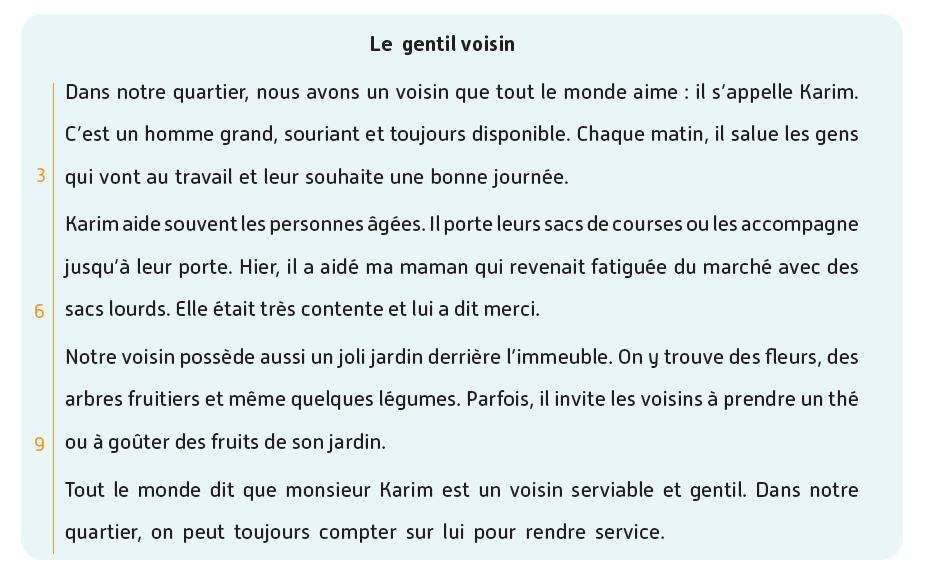 Le gentil voisin
Dans notre quartier, nous avons un voisin que tout le monde aime : il s'appelle Karim.
C'est un homme grand, souriant et toujours disponible. Chaque matin, il salue les gens
3 qui vont au travail et leur souhaite une bonne journée.
Karim aide souvent les personnes âgées. Il porte leurs sacs de courses ou les accompagne
jusqu'à leur porte. Hier, il a aidé ma maman qui revenait fatiguée du marché avec des
6 sacs lourds. Elle était très contente et lui a dit merci.
Notre voisin possède aussi un joli jardin derrière l'immeuble. On y trouve des fleurs, des
arbres fruitiers et même quelques légumes. Parfois, il invite les voisins à prendre un thé
9 ou à goûter des fruits de son jardin.
Tout le monde dit que monsieur Karim est un voisin serviable et gentil. Dans notre
quartier, on peut toujours compter sur lui pour rendre service.